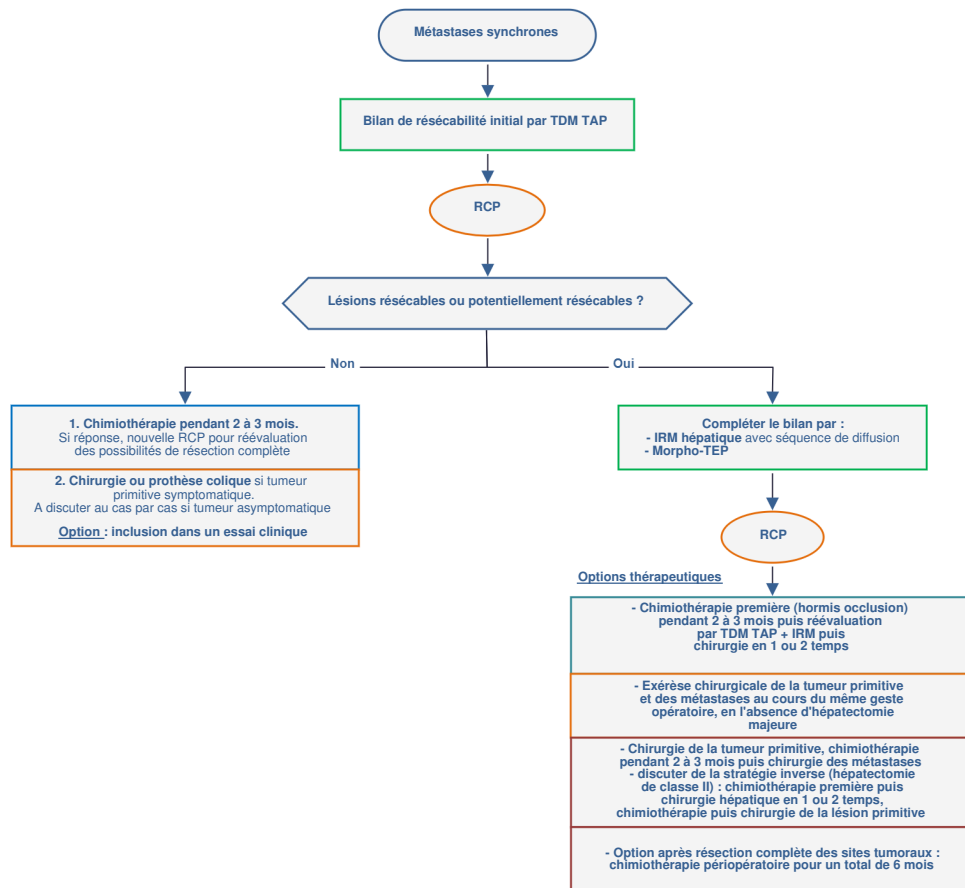 Métastases synchrones
Bilan de résécabilité initial par TDM TAP
RCP
Lésions résécables ou potentiellement résécables ?
Non
Oui
1. Chimiothérapie pendant 2 à 3 mois.
Si réponse, nouvelle RCP pour réévaluation
des possibilités de résection complète
2. Chirurgie ou prothèse colique si tumeur
primitive symptomatique.
A discuter au cas par cas si tumeur asymptomatique
Option : inclusion dans un essai clinique
Compléter le bilan par :
- IRM hépatique avec séquence de diffusion
- Morpho-TEP
RCP
Options thérapeutiques
- Chimiothérapie première (hormis occlusion)
pendant 2 à 3 mois puis réévaluation
par TDM TAP + IRM puis
chirurgie en 1 ou 2 temps
- Exérèse chirurgicale de la tumeur primitive
et des métastases au cours du même geste
opératoire, en l'absence d'hépatectomie
majeure
- Chirurgie de la tumeur primitive, chimiothérapie
pendant 2 à 3 mois puis chirurgie des métastases
- discuter de la stratégie inverse (hépatectomie
de classe II) : chimiothérapie première puis
chirurgie hépatique en 1 ou 2 temps,
chimiothérapie puis chirurgie de la lésion primitive
- Option après résection complète des sites tumoraux :
chimiothérapie périopératoire pour un total de 6 mois